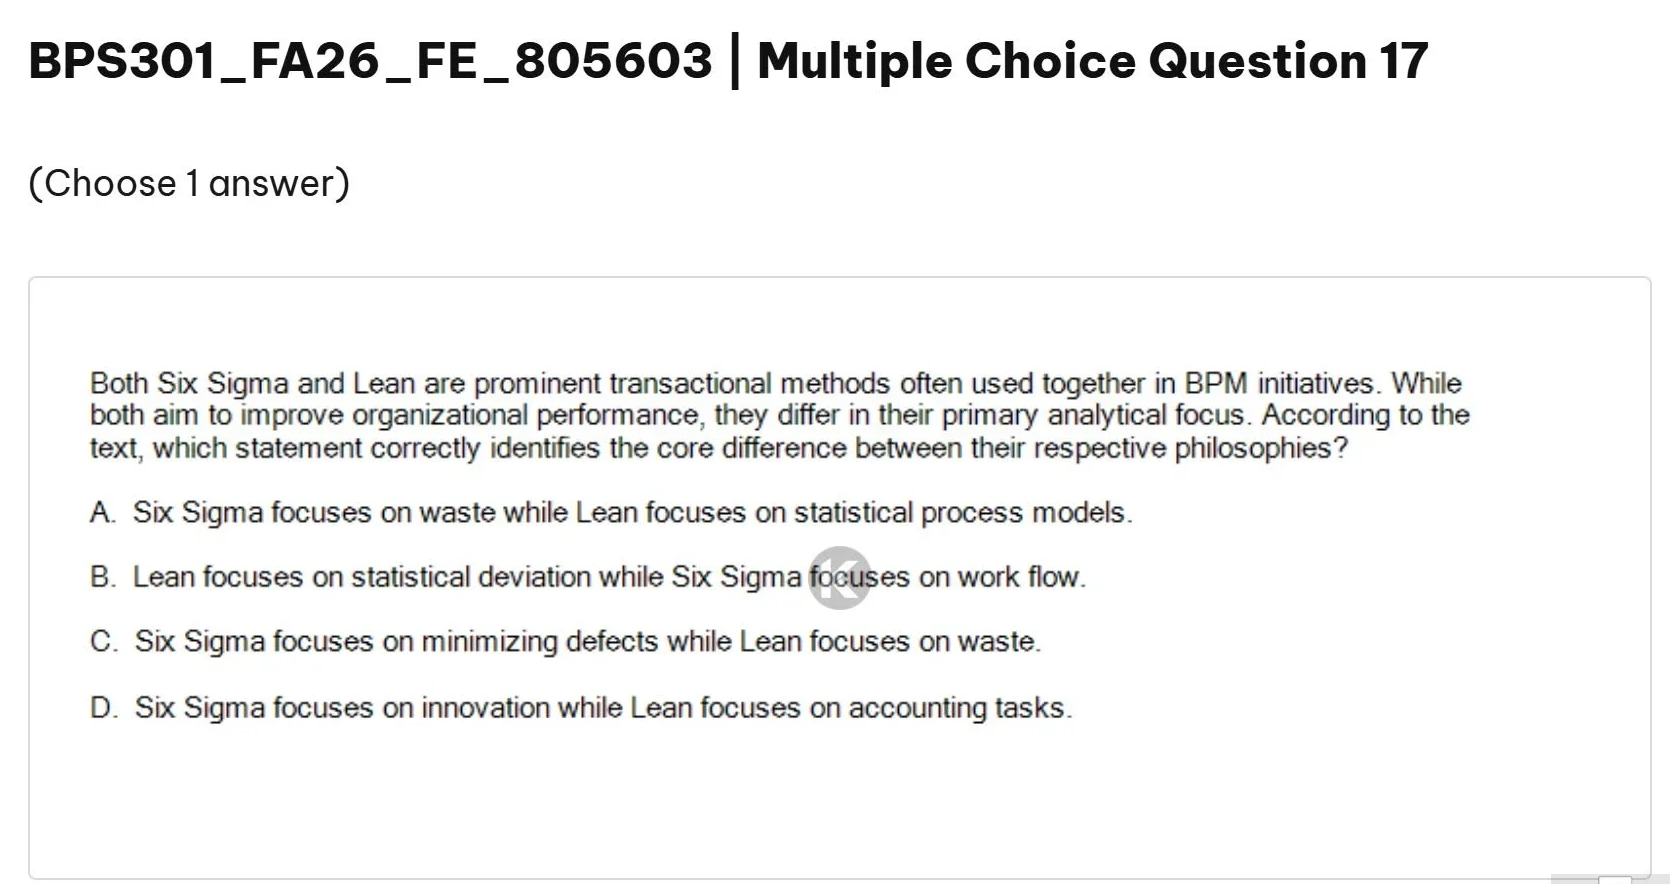 BPS301_FA26_FE_805603 | Multiple Choice Question 17
(Choose 1 answer)
Both Six Sigma and Lean are prominent transactional methods often used together in BPM initiatives. While
both aim to improve organizational performance, they differ in their primary analytical focus. According to the
text, which statement correctly identifies the core difference between their respective philosophies?
A. Six Sigma focuses on waste while Lean focuses on statistical process models.
B. Lean focuses on statistical deviation while Six Sigma focuses on work flow.
C. Six Sigma focuses on minimizing defects while Lean focuses on waste.
D. Six Sigma focuses on innovation while Lean focuses on accounting tasks.